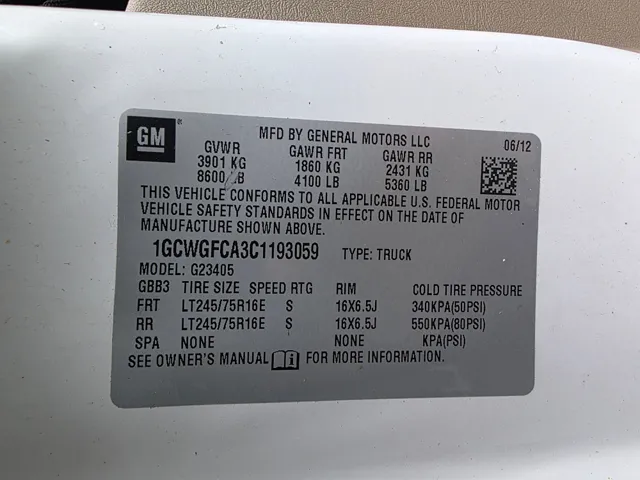 GM
MFD BY GENERAL MOTORS LLC 06/12
GVWR GAWR FRT GAWR RR
3901 KG 1860 KG 2431 KG
8600 LB 4100 LB 5360 LB
THIS VEHICLE CONFORMS TO ALL APPLICABLE U.S. FEDERAL MOTOR
VEHICLE SAFETY STANDARDS IN EFFECT ON THE DATE OF
MANUFACTURE SHOWN ABOVE.
1GCWGFCA3C1193059 TYPE: TRUCK
MODEL: G23405
GBB3 TIRE SIZE SPEED RTG RIM COLD TIRE PRESSURE
FRT LT245/75R16E S 16X6.5J 340KPA(50PSI)
RR LT245/75R16E S 16X6.5J 550KPA(80PSI)
SPA NONE NONE KPA(PSI)
SEE OWNER'S MANUAL FOR MORE INFORMATION.